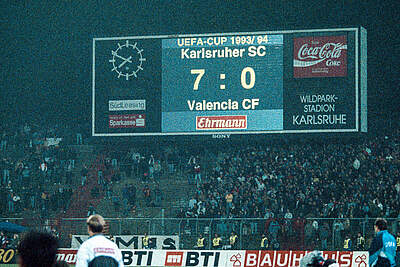 UEFA-CUP 1993/94
Karlsruher SC
7 : 0
Valencia CF
Ehrmann
SONY
SüdLeasing
Sparkasse
Coca-Cola
Coke
WILDPARK-
STADION
KARLSRUHE
BTI
BTI
BAUHAUS